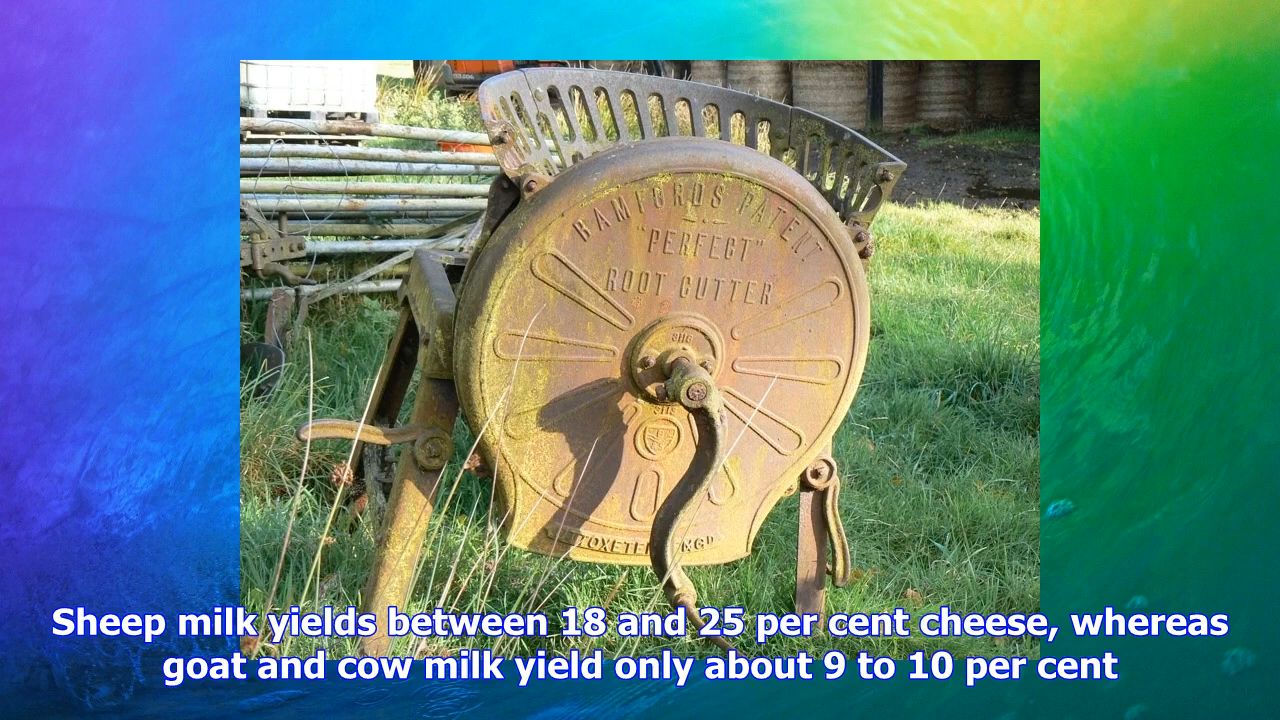 BAMFORDS PATENT
"PERFECT"
ROOT CUTTER
Sheep milk yields between 18 and 25 per cent cheese, whereas
goat and cow milk yield only about 9 to 10 per cent